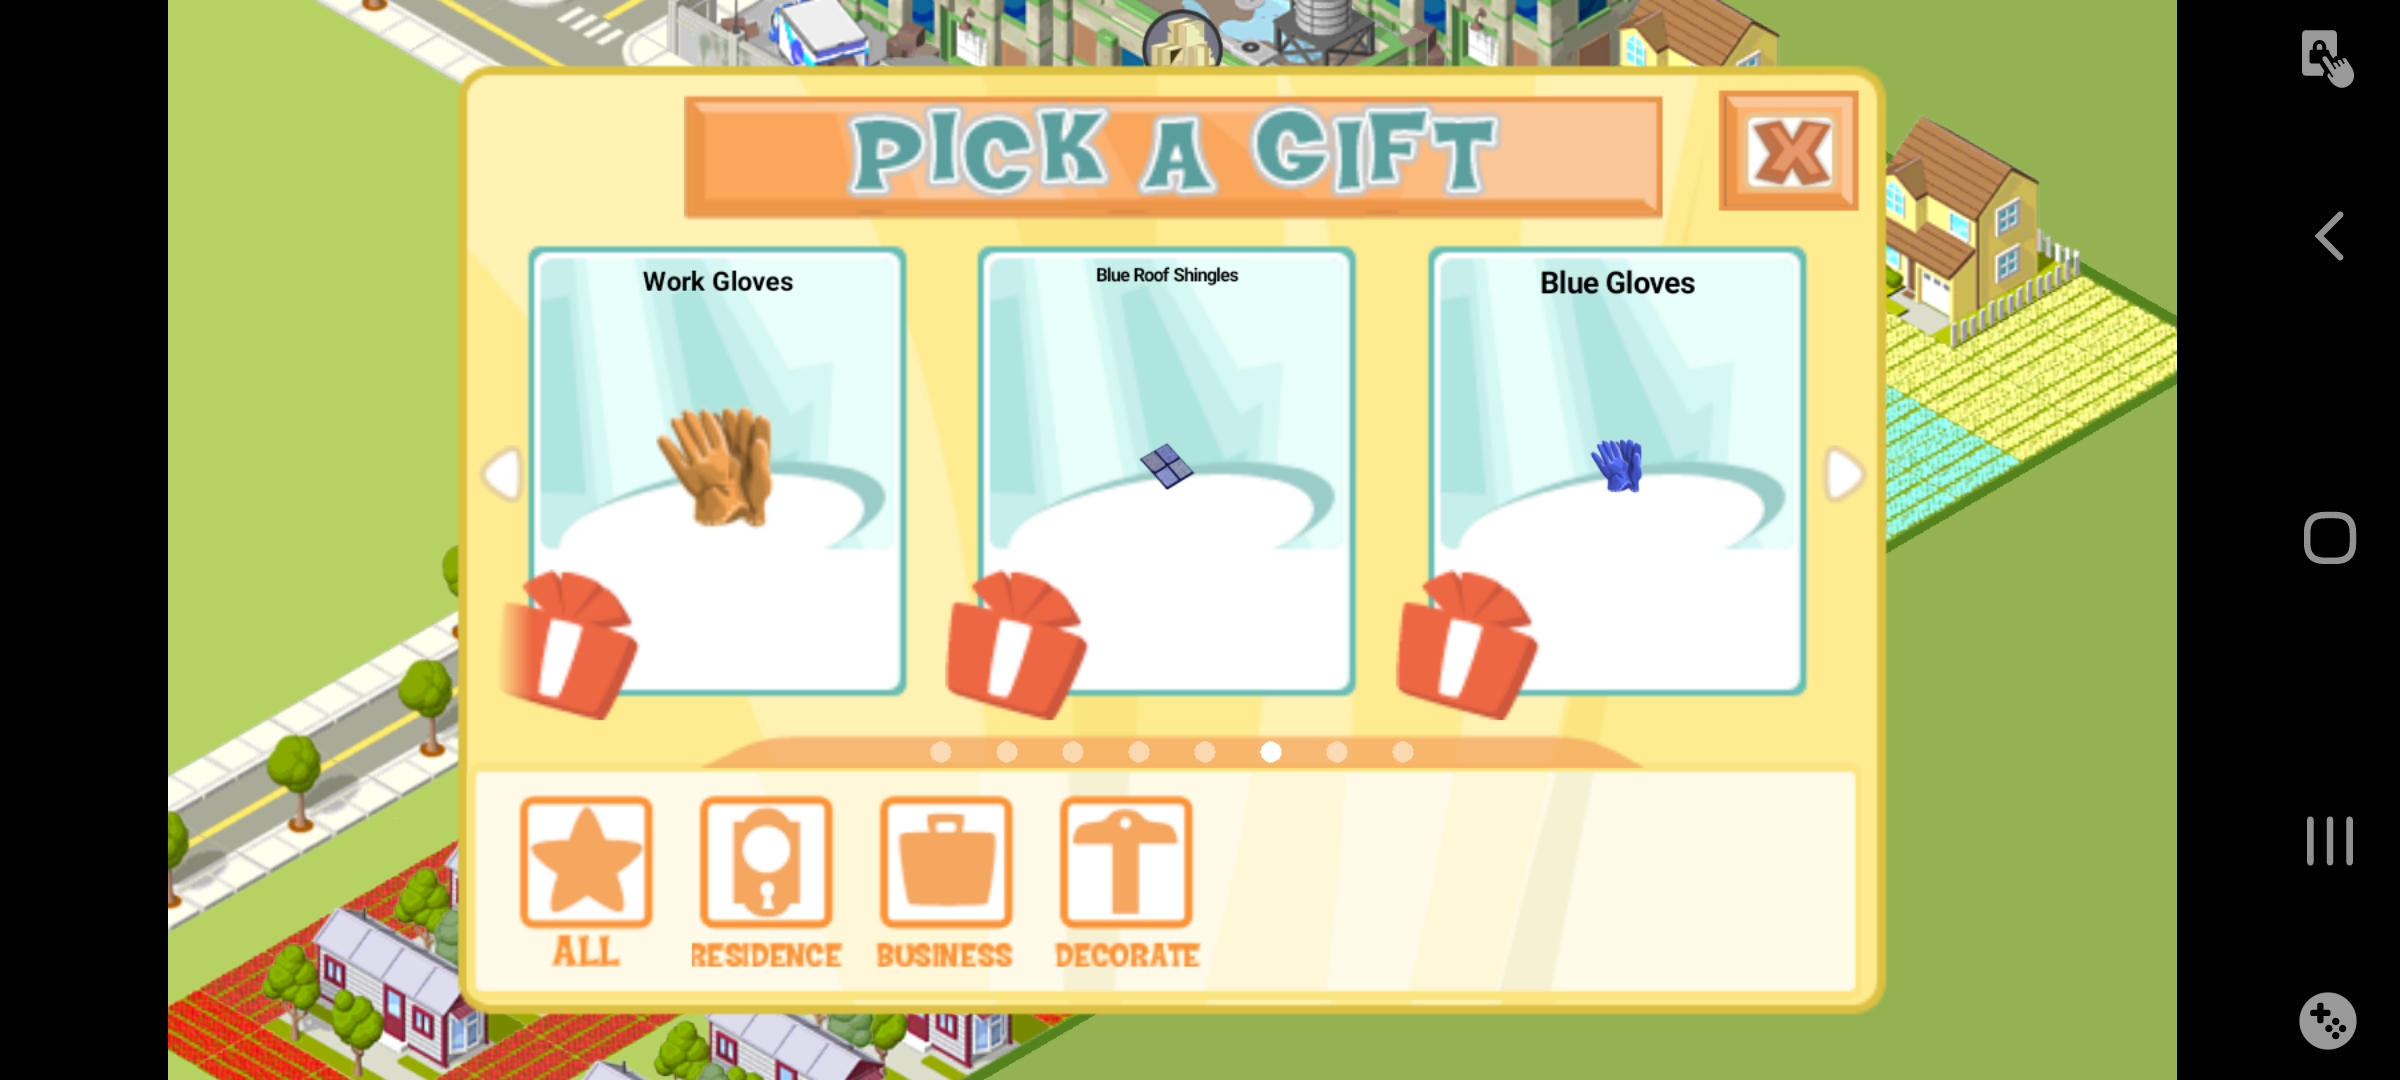 PICK A GIFT
X
Work Gloves
Blue Roof Shingles
Blue Gloves
ALL
RESIDENCE
BUSINESS
DECORATE